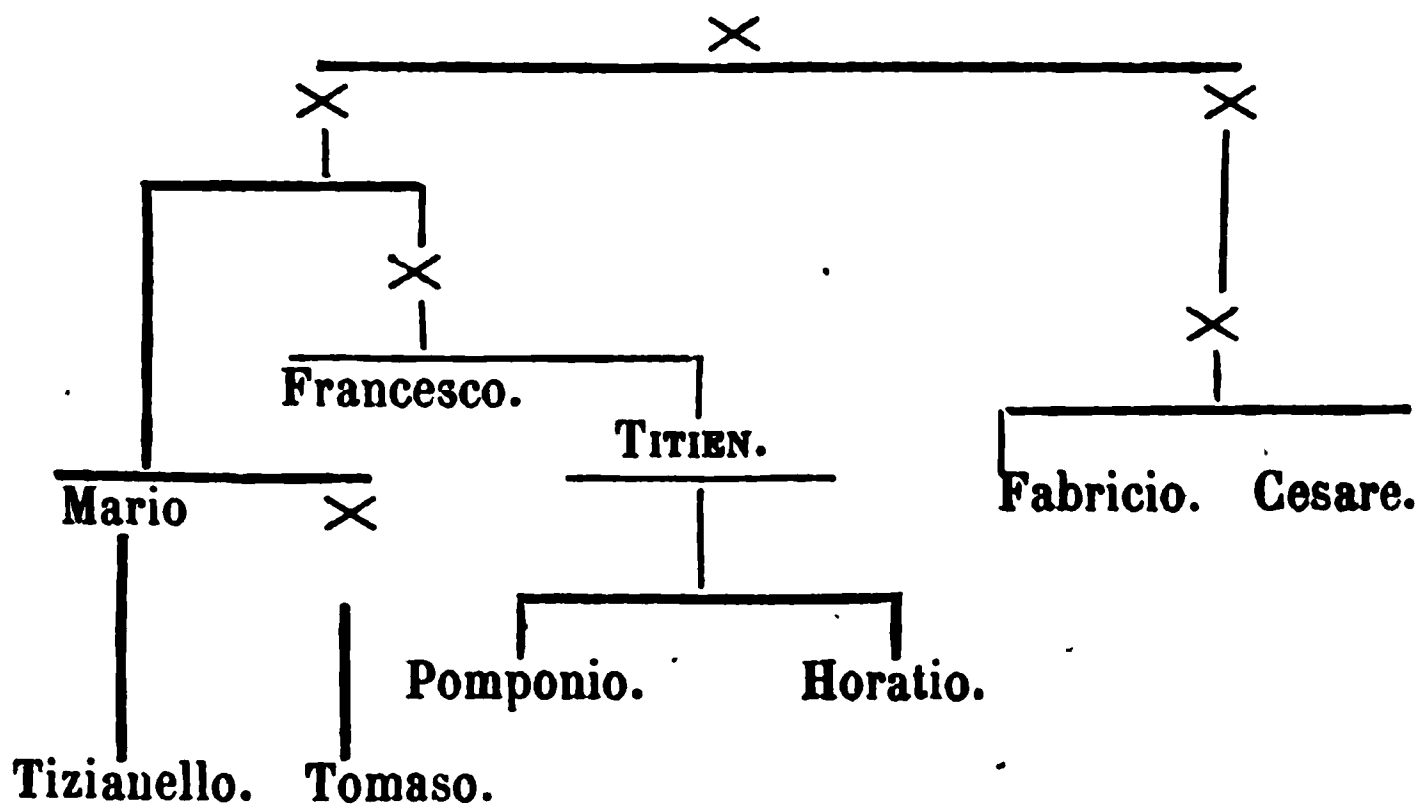 Francesco.
TITIEN.
Mario
Fabricio. Cesare.
Pomponio. Horatio.
Tizianello. Tomaso.